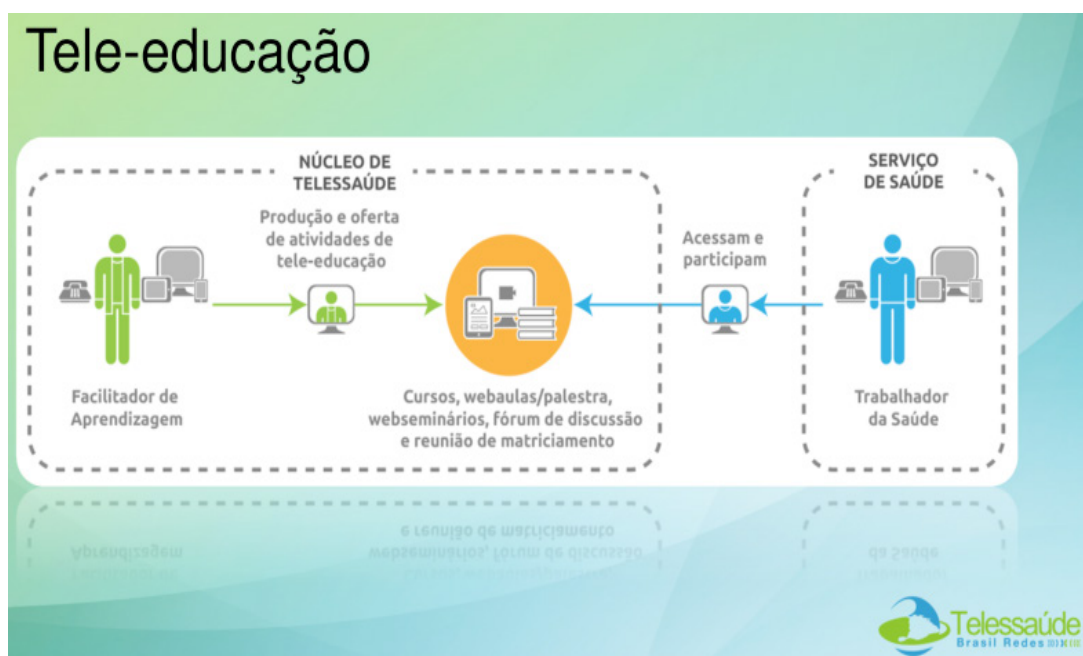 Tele-educação
NÚCLEO DE
TELESSAÚDE
Produção e oferta
de atividades de
tele-educação
Facilitador de
Aprendizagem
Cursos, webaulas/palestra,
webseminários, fórum de discussão
e reunião de matriciamento
Acessam e
participam
SERVIÇO
DE SAÚDE
Trabalhador
da Saúde
Telessaúde
Brasil Redes